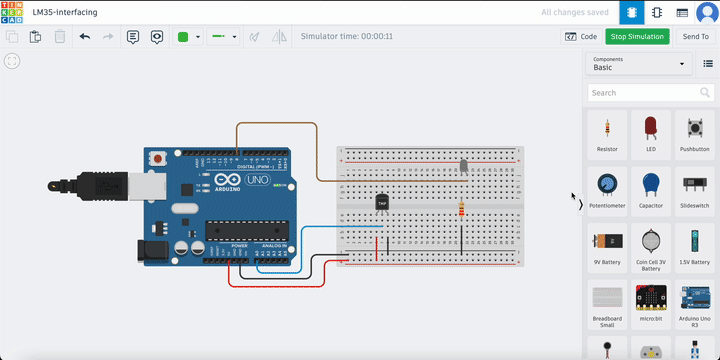 TIN
KER
CAD
LM35-interfacing
All changes saved
Simulator time: 00:00:11
Code
Stop Simulation
Send To
Components
Basic
Search
Resistor
LED
Pushbutton
Potentiometer
Capacitor
Slideswitch
9V Battery
Coin Cell 3V
Battery
1.5V Battery
Breadboard
Small
micro:bit
Arduino Uno
R3
DIGITAL (PWM~)
UNO
ARDUINO
TMP
POWER
ANALOG IN